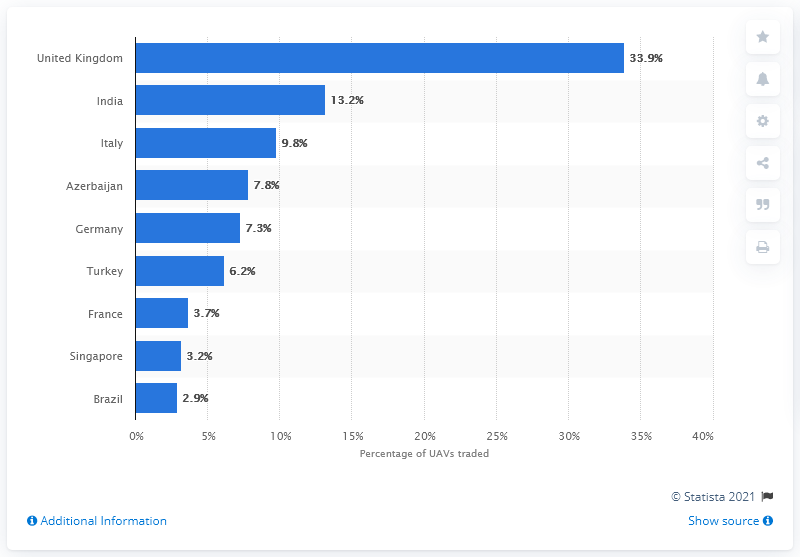 United Kingdom 33.9%
India 13.2%
Italy 9.8%
Azerbaijan 7.8%
Germany 7.3%
Turkey 6.2%
France 3.7%
Singapore 3.2%
Brazil 2.9%
0% 5% 10% 15% 20% 25% 30% 35% 40%
Percentage of UAVs traded
© Statista 2021
Additional Information Show source